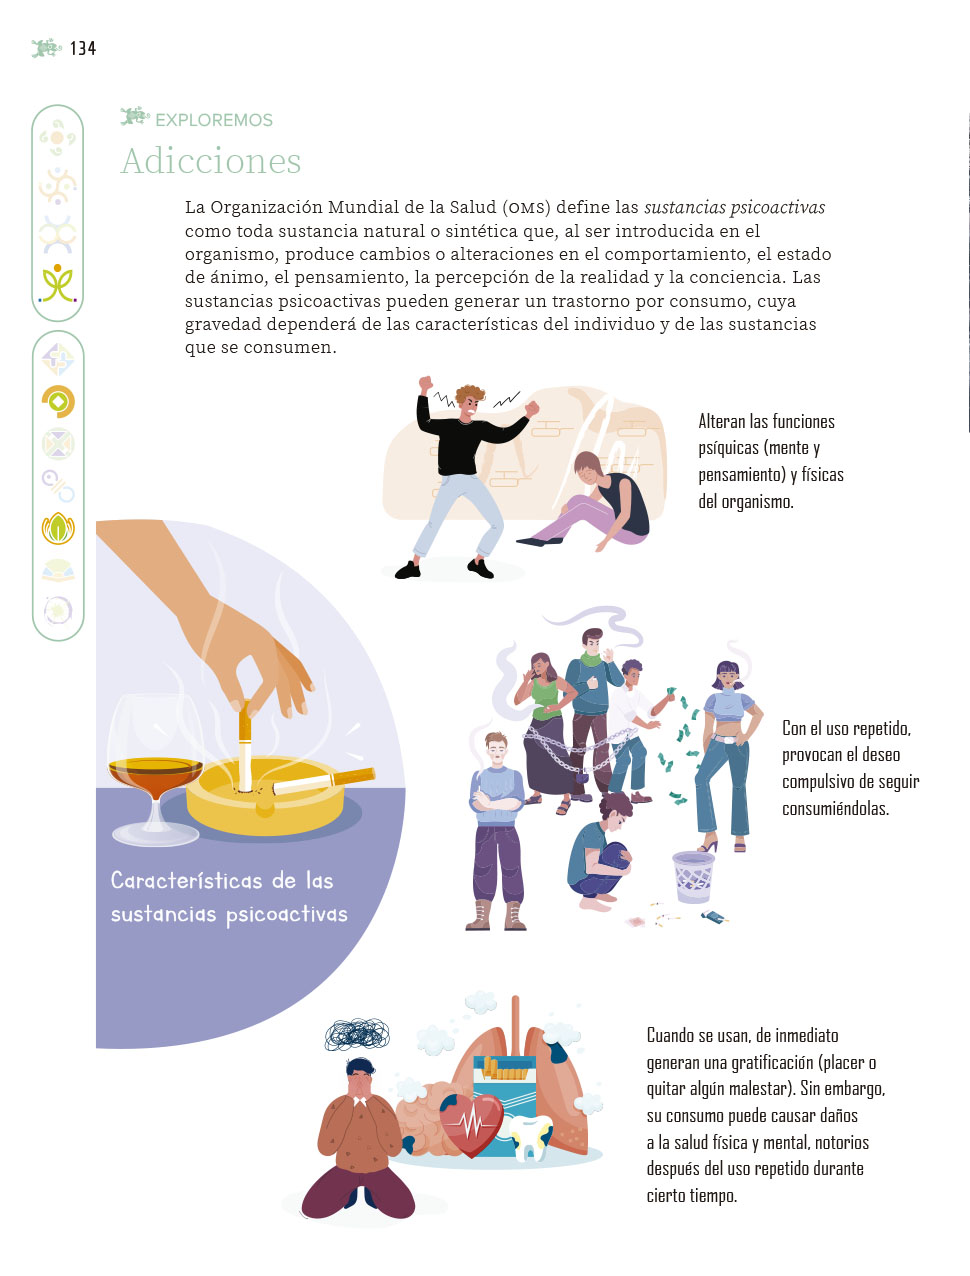 134
EXPLOREMOS
Adicciones
La Organización Mundial de la Salud (OMS) define las sustancias psicoactivas
como toda sustancia natural o sintética que, al ser introducida en el
organismo, produce cambios o alteraciones en el comportamiento, el estado
de ánimo, el pensamiento, la percepción de la realidad y la conciencia. Las
sustancias psicoactivas pueden generar un trastorno por consumo, cuya
gravedad dependerá de las características del individuo y de las sustancias
que se consumen.
Alteran las funciones
psíquicas (mente y
pensamiento) y físicas
del organismo.
Con el uso repetido,
provocan el deseo
compulsivo de seguir
consumiéndolas.
Características de las
sustancias psicoactivas
Cuando se usan, de inmediato
generan una gratificación (placer o
quitar algún malestar). Sin embargo,
su consumo puede causar daños
a la salud física y mental, notorios
después del uso repetido durante
cierto tiempo.